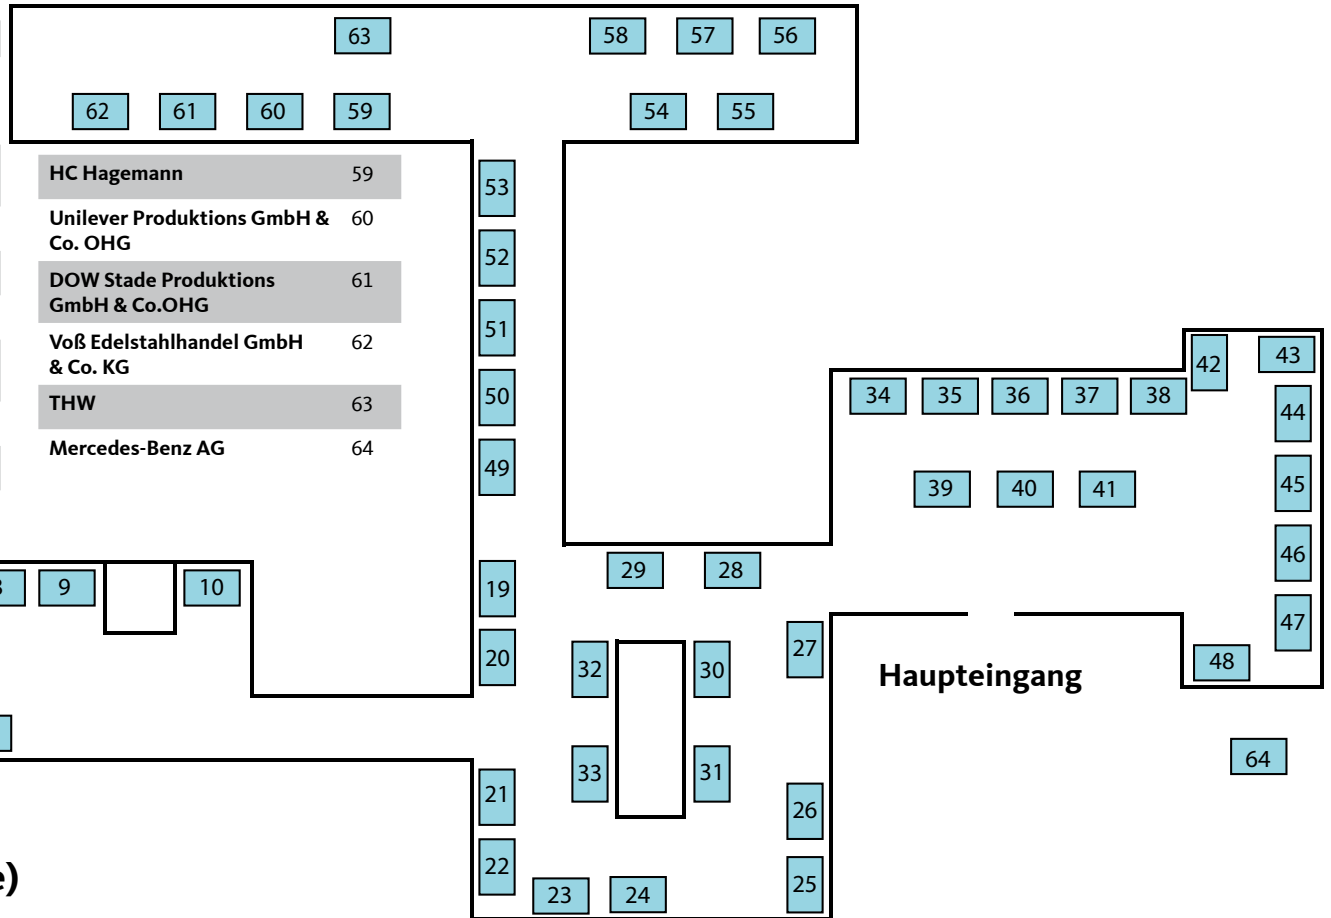 63
58 57 56
62 61 60 59
54 55
HC Hagemann 59
Unilever Produktions GmbH & 60
Co. OHG
DOW Stade Produktions 61
GmbH & Co.OHG
Voß Edelstahlhandel GmbH 62
& Co. KG
THW 63
Mercedes-Benz AG 64
53
52
51
50
49
42 43
34 35 36 37 38
44
39 40 41
45
46
47
48
9 10
29 28
19
20
32 30 27
Haupteingang
33 31
64
21
26
22
25
23 24
e)